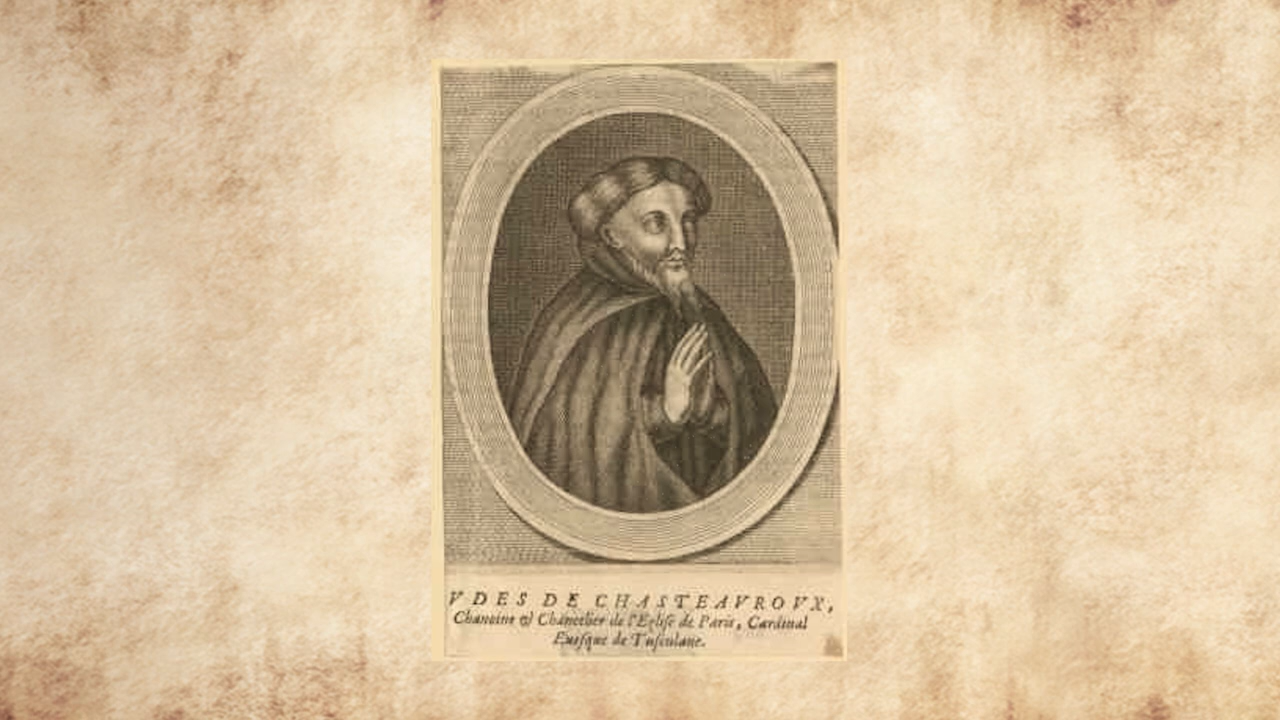 VDES DE CHASTEAVROVX,
Chanoine & Chancelier de l'Eglise de Paris, Cardinal
Euesque de Tusculane.